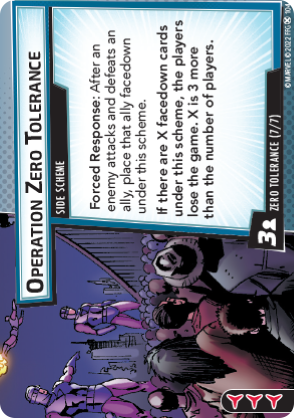 OPERATION ZERO TOLERANCE
SIDE SCHEME
Forced Response: After an
enemy attacks and defeats an
ally, place that ally facedown
under this scheme.
If there are X facedown cards
under this scheme, the players
lose the game. X is 3 more
than the number of players.
3
ZERO TOLERANCE (7/7)
© MARVEL © 2022 FFG 104